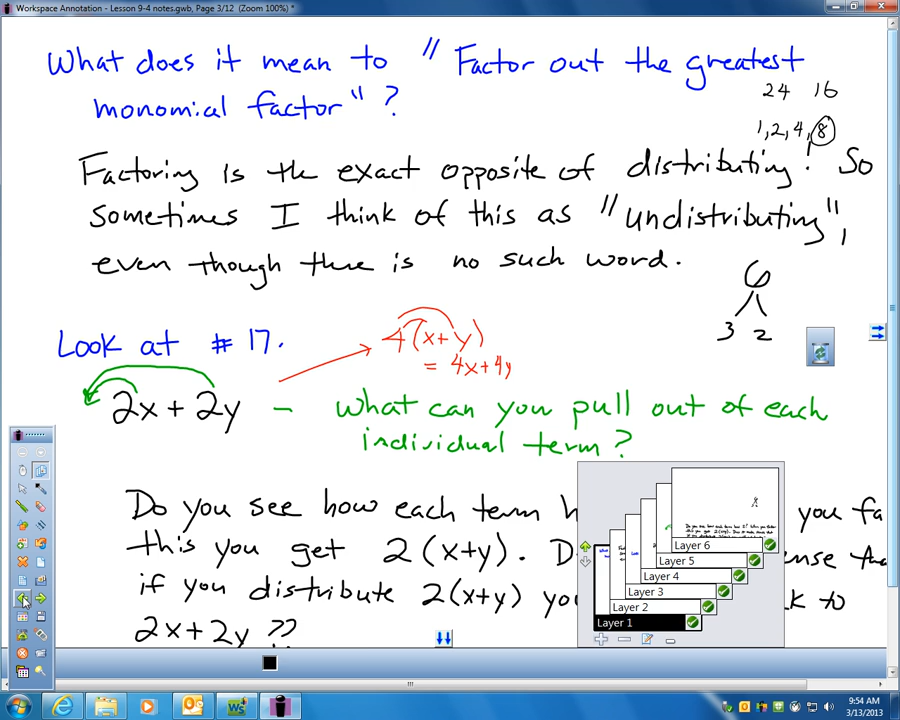 Workspace Annotation - Lesson 9-4 notes.gwb, Page 3/12 (Zoom 100%) *
What does it mean to "Factor out the greatest
monomial factor"?
24 16
1, 2, 4, 8
Factoring is the exact opposite of distributing! So
sometimes I think of this as "undistributing",
even though there is no such word.
6
3 2
Look at #17.
4(x+y)
= 4x+4y
2x+2y - What can you pull out of each
individual term?
Do you see how each term h you fa
this you get 2(x+y). D ense tha
if you distribute 2(x+y) yo k to
2x+2y ??
Layer 6
Layer 5
Layer 4
Layer 3
Layer 2
Layer 1
9:54 AM
3/13/2013